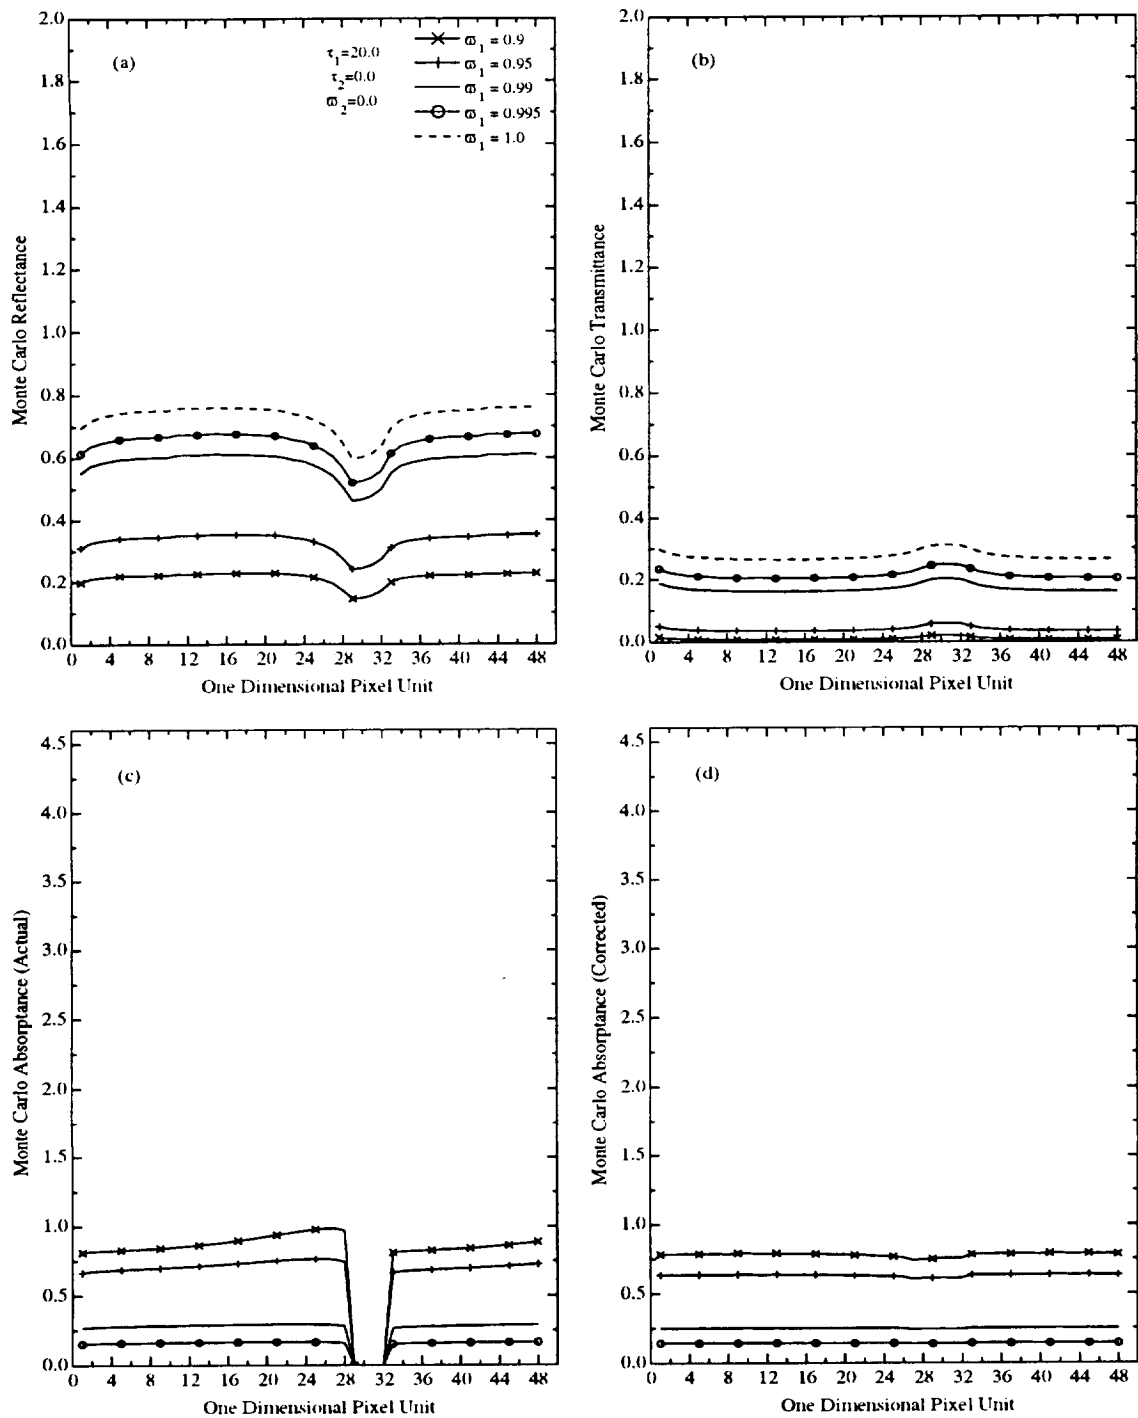 2.0
1.8
1.6
1.4
1.2
1.0
0.8
0.6
0.4
0.2
0.0
Monte Carlo Reflectance
(a)
τ1=20.0
τ2=0.0
ϖ2=0.0
ϖ1 = 0.9
ϖ1 = 0.95
ϖ1 = 0.99
ϖ1 = 0.995
ϖ1 = 1.0
0 4 8 12 16 20 24 28 32 36 40 44 48
One Dimensional Pixel Unit
2.0
1.8
1.6
1.4
1.2
1.0
0.8
0.6
0.4
0.2
0.0
Monte Carlo Transmittance
(b)
0 4 8 12 16 20 24 28 32 36 40 44 48
One Dimensional Pixel Unit
4.5
4.0
3.5
3.0
2.5
2.0
1.5
1.0
0.5
0.0
Monte Carlo Absorptance (Actual)
(c)
0 4 8 12 16 20 24 28 32 36 40 44 48
One Dimensional Pixel Unit
4.5
4.0
3.5
3.0
2.5
2.0
1.5
1.0
0.5
0.0
Monte Carlo Absorptance (Corrected)
(d)
0 4 8 12 16 20 24 28 32 36 40 44 48
One Dimensional Pixel Unit